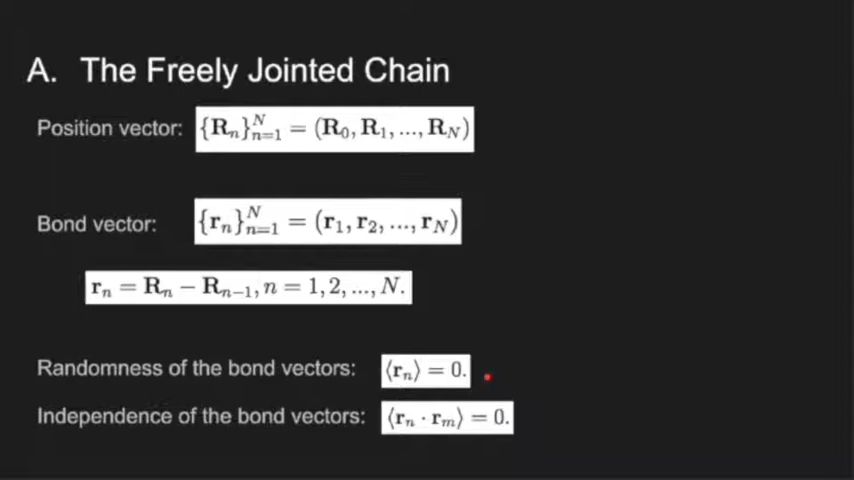 A. The Freely Jointed Chain
Position vector: {R_n}_{n=1}^N = (R_0, R_1, ..., R_N)
Bond vector: {r_n}_{n=1}^N = (r_1, r_2, ..., r_N)
r_n = R_n − R_{n−1}, n = 1, 2, ..., N.
Randomness of the bond vectors: ⟨r_n⟩ = 0.
Independence of the bond vectors: ⟨r_n · r_m⟩ = 0.